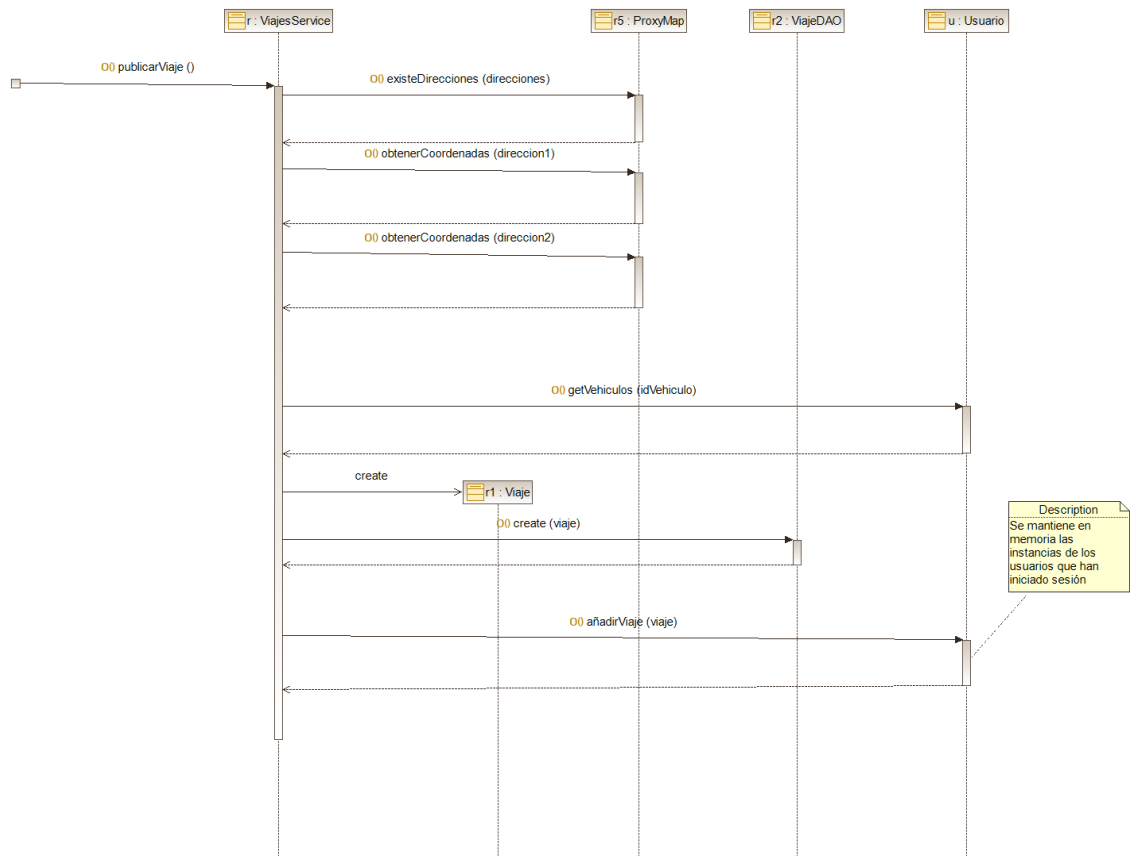 r : ViajesService
r5 : ProxyMap
r2 : ViajeDAO
u : Usuario
O() publicarViaje ()
O() existeDirecciones (direcciones)
O() obtenerCoordenadas (direccion1)
O() obtenerCoordenadas (direccion2)
O() getVehiculos (idVehiculo)
create
r1 : Viaje
O() create (viaje)
Description
Se mantiene en
memoria las
instancias de los
usuarios que han
iniciado sesión
O() añadirViaje (viaje)